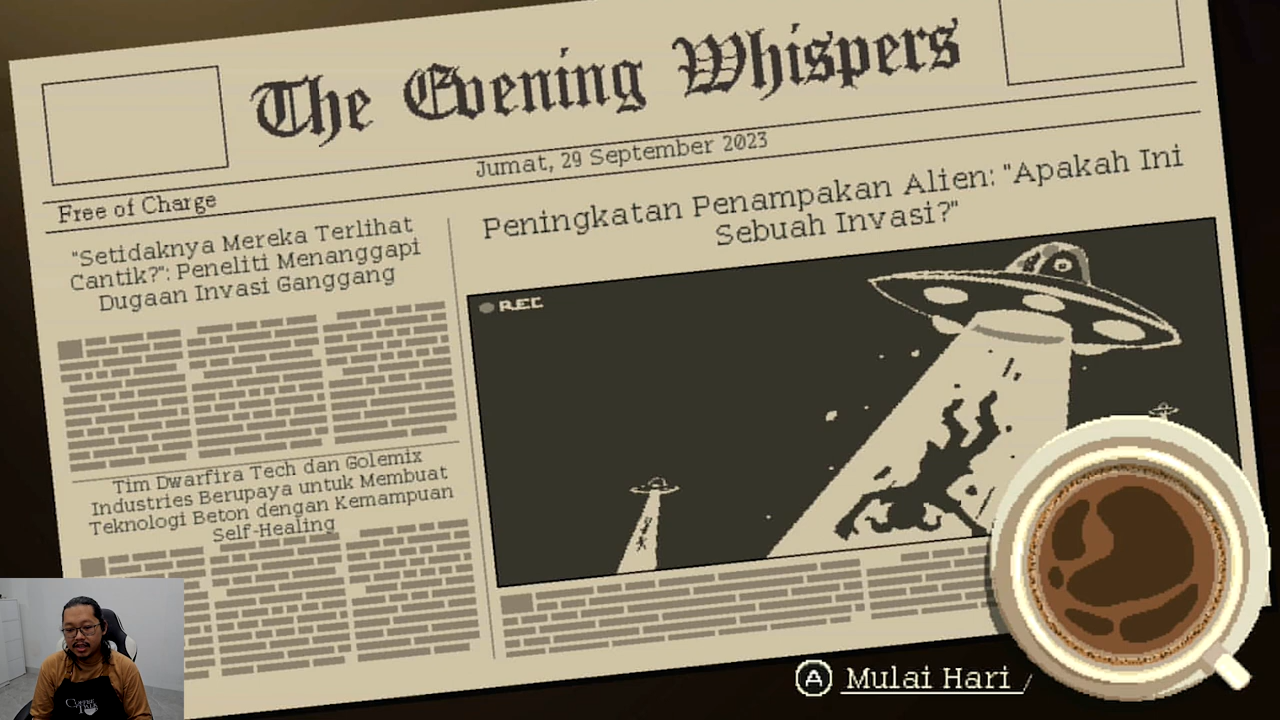 The Evening Whispers
Jumat, 29 September 2023
Free of Charge
"Setidaknya Mereka Terlihat
Cantik?": Peneliti Menanggapi
Dugaan Invasi Ganggang
Peningkatan Penampakan Alien: "Apakah Ini
Sebuah Invasi?"
REC
Tim Dwarfira Tech dan Golemix
Industries Berupaya untuk Membuat
Teknologi Beton dengan Kemampuan
Self-Healing
A Mulai Hari
Coffee
Talk